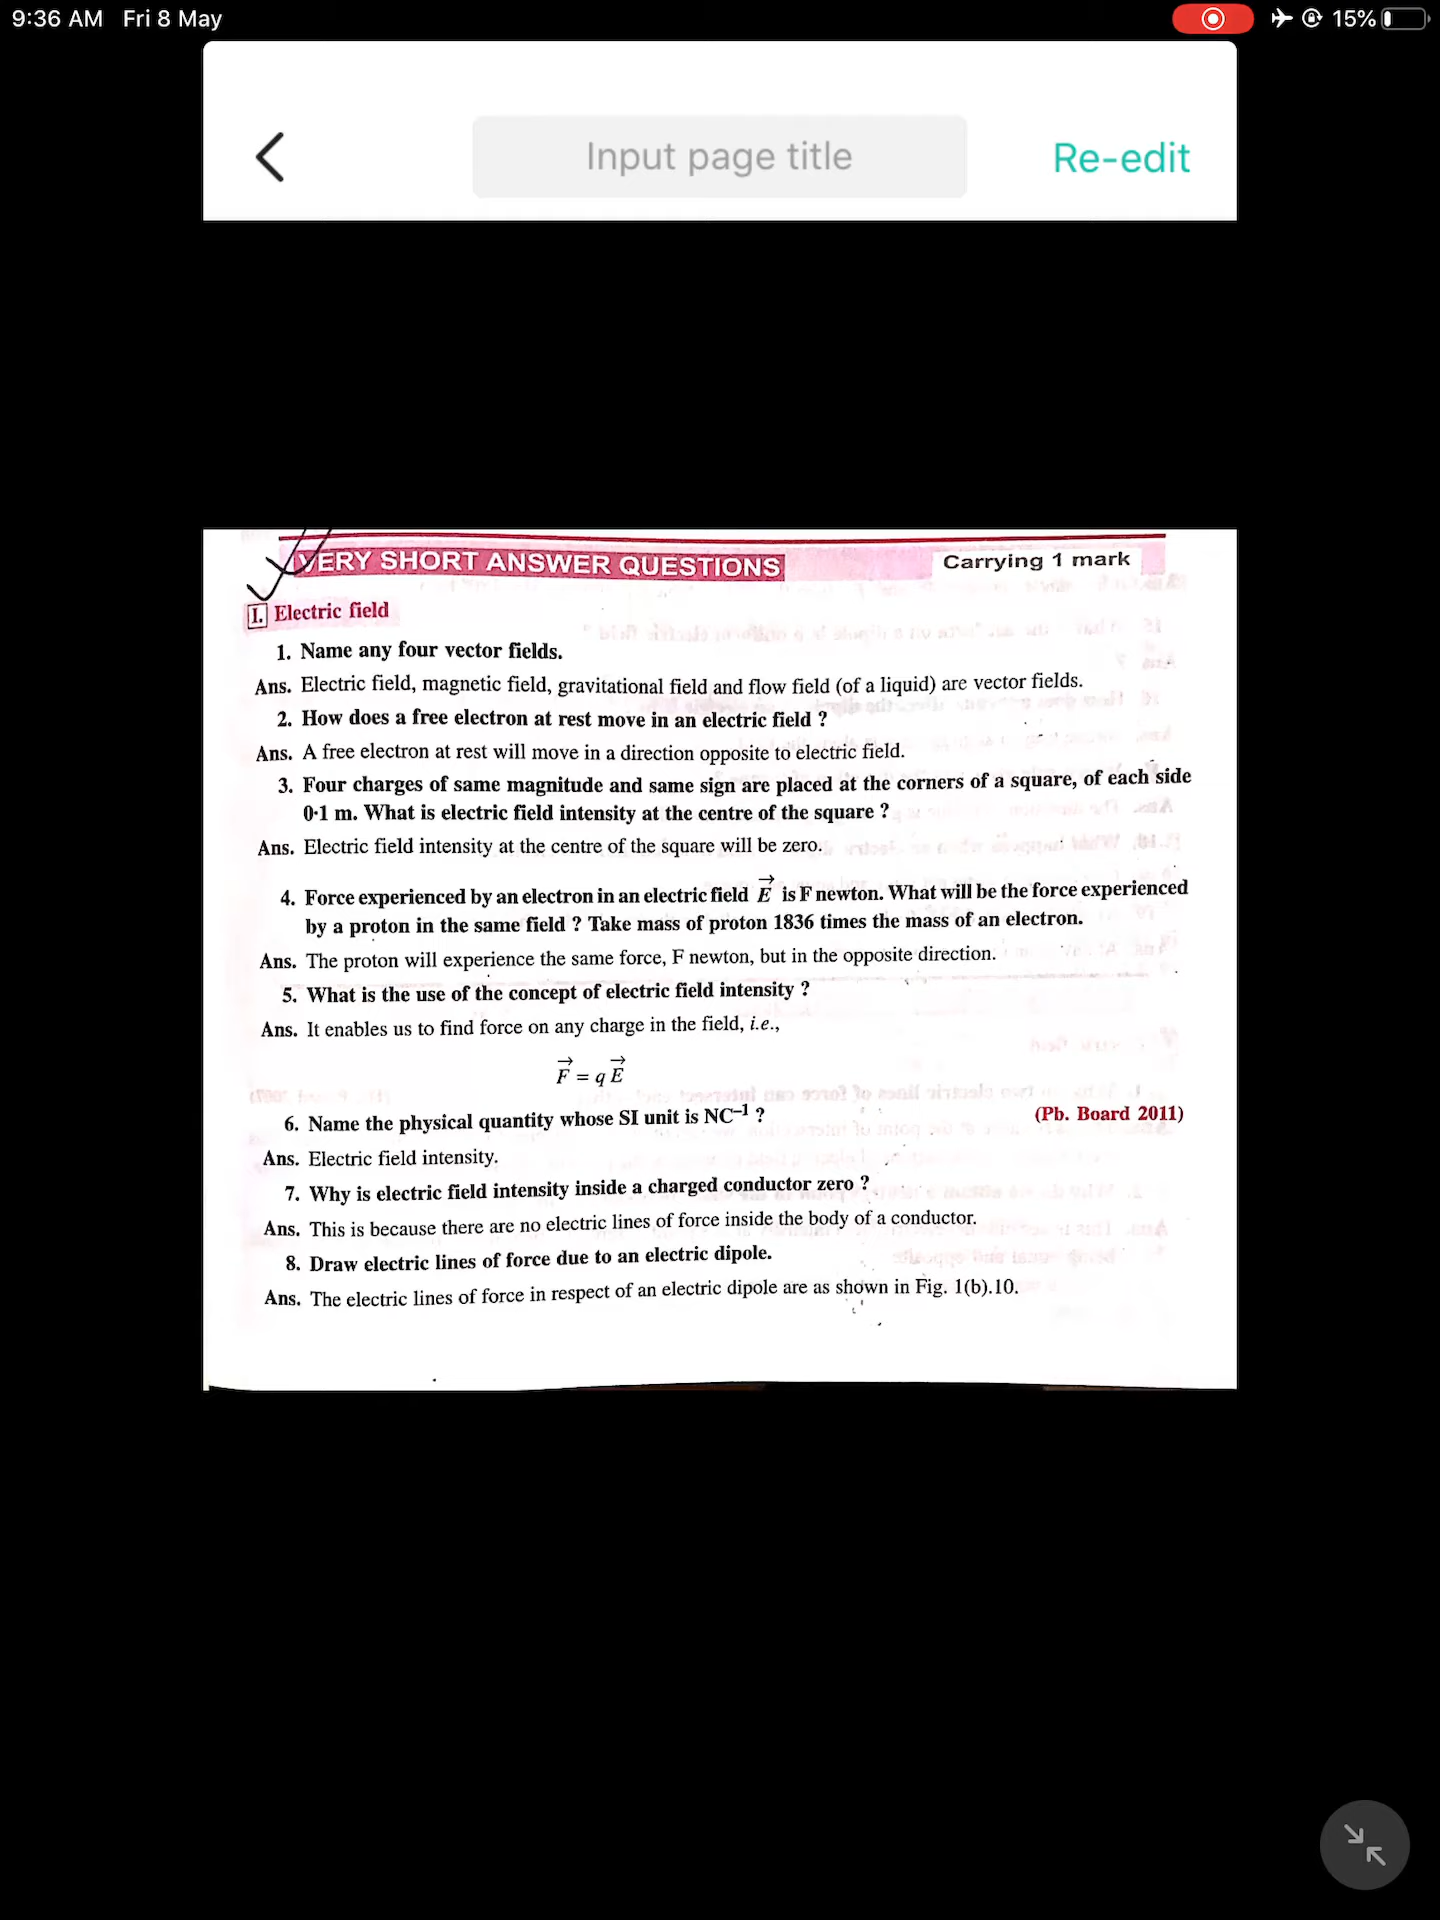 9:36 AM Fri 8 May 15%
Input page title Re-edit
VERY SHORT ANSWER QUESTIONS Carrying 1 mark
I. Electric field
1. Name any four vector fields.
Ans. Electric field, magnetic field, gravitational field and flow field (of a liquid) are vector fields.
2. How does a free electron at rest move in an electric field ?
Ans. A free electron at rest will move in a direction opposite to electric field.
3. Four charges of same magnitude and same sign are placed at the corners of a square, of each side
0·1 m. What is electric field intensity at the centre of the square ?
Ans. Electric field intensity at the centre of the square will be zero.
4. Force experienced by an electron in an electric field E⃗ is F newton. What will be the force experienced
by a proton in the same field ? Take mass of proton 1836 times the mass of an electron.
Ans. The proton will experience the same force, F newton, but in the opposite direction.
5. What is the use of the concept of electric field intensity ?
Ans. It enables us to find force on any charge in the field, i.e.,
F⃗ = q E⃗
6. Name the physical quantity whose SI unit is NC⁻¹ ? (Pb. Board 2011)
Ans. Electric field intensity.
7. Why is electric field intensity inside a charged conductor zero ?
Ans. This is because there are no electric lines of force inside the body of a conductor.
8. Draw electric lines of force due to an electric dipole.
Ans. The electric lines of force in respect of an electric dipole are as shown in Fig. 1(b).10.